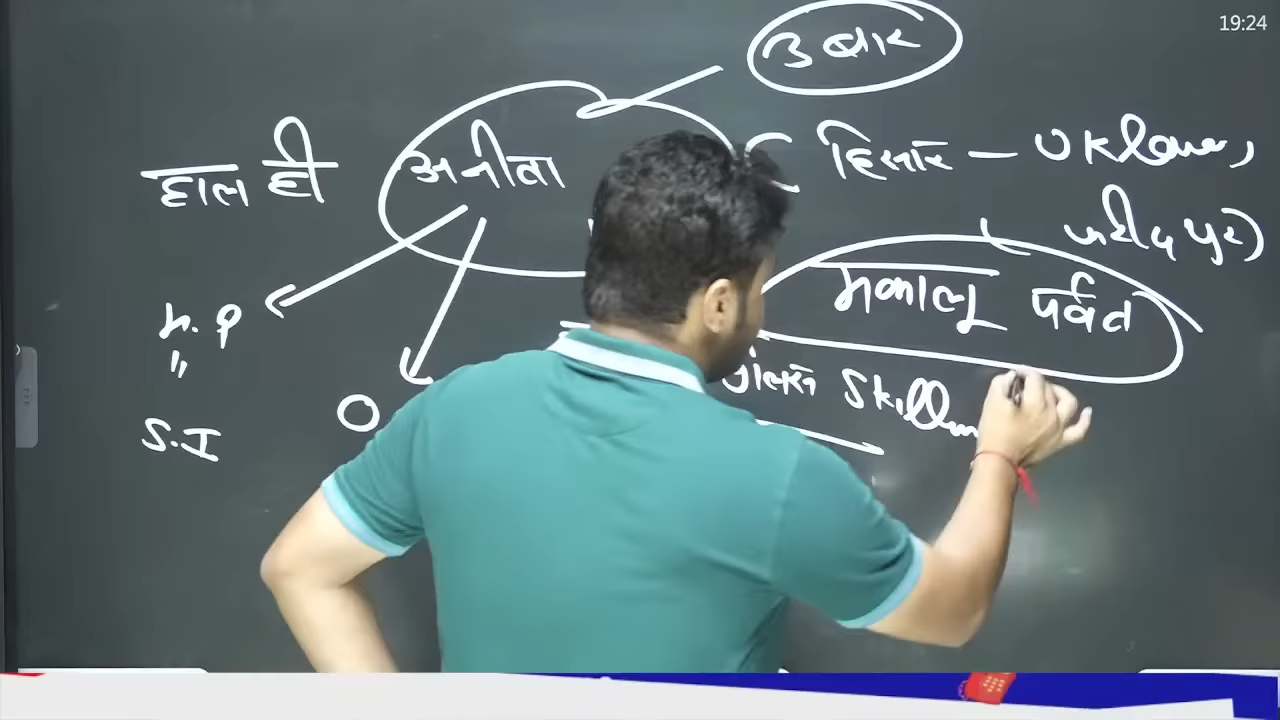 19:24
3 बार
हाल ही अनीता
हिसार - Uklana,
फरीदपुर)
मकालू पर्वत
H.P
"
S.I
O
Skill